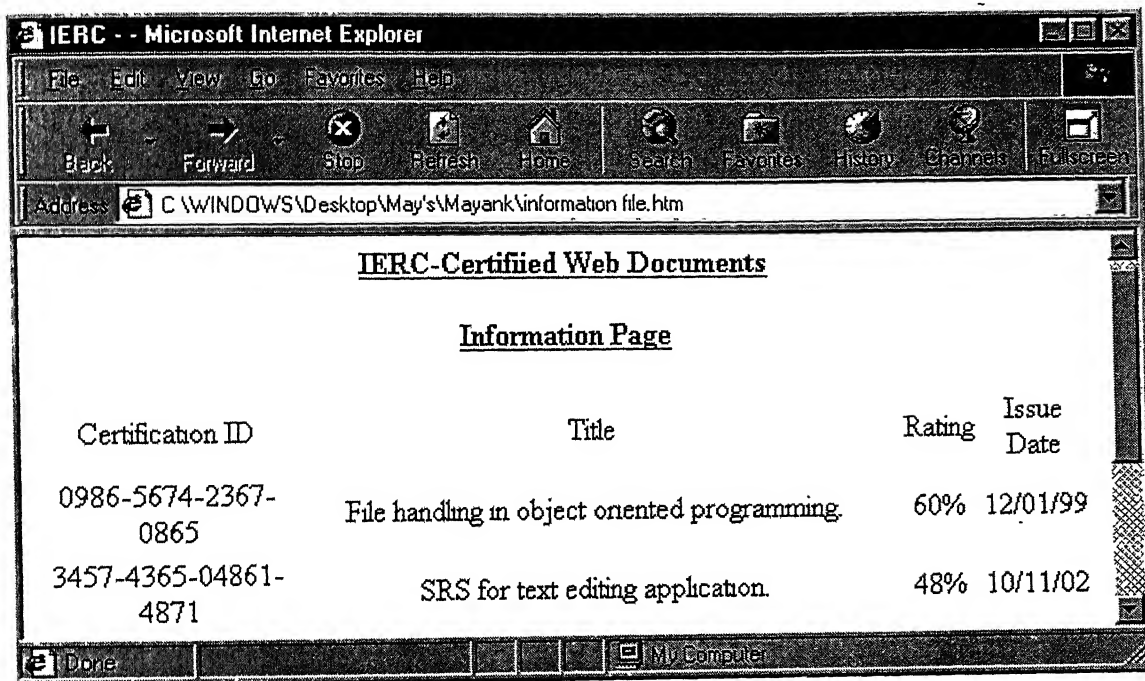 IERC - - Microsoft Internet Explorer
File Edit View Go Favorites Help
Back Forward Stop Refresh Home Search Favorites History Channels Fullscreen
Address C:\WINDOWS\Desktop\May's\Mayank\information file.htm
IERC-Certifiied Web Documents
Information Page
Certification ID Title Rating Issue
Date
0986-5674-2367-
0865 File handling in object oriented programming. 60% 12/01/99
3457-4365-04861-
4871 SRS for text editing application. 48% 10/11/02
Done My Computer